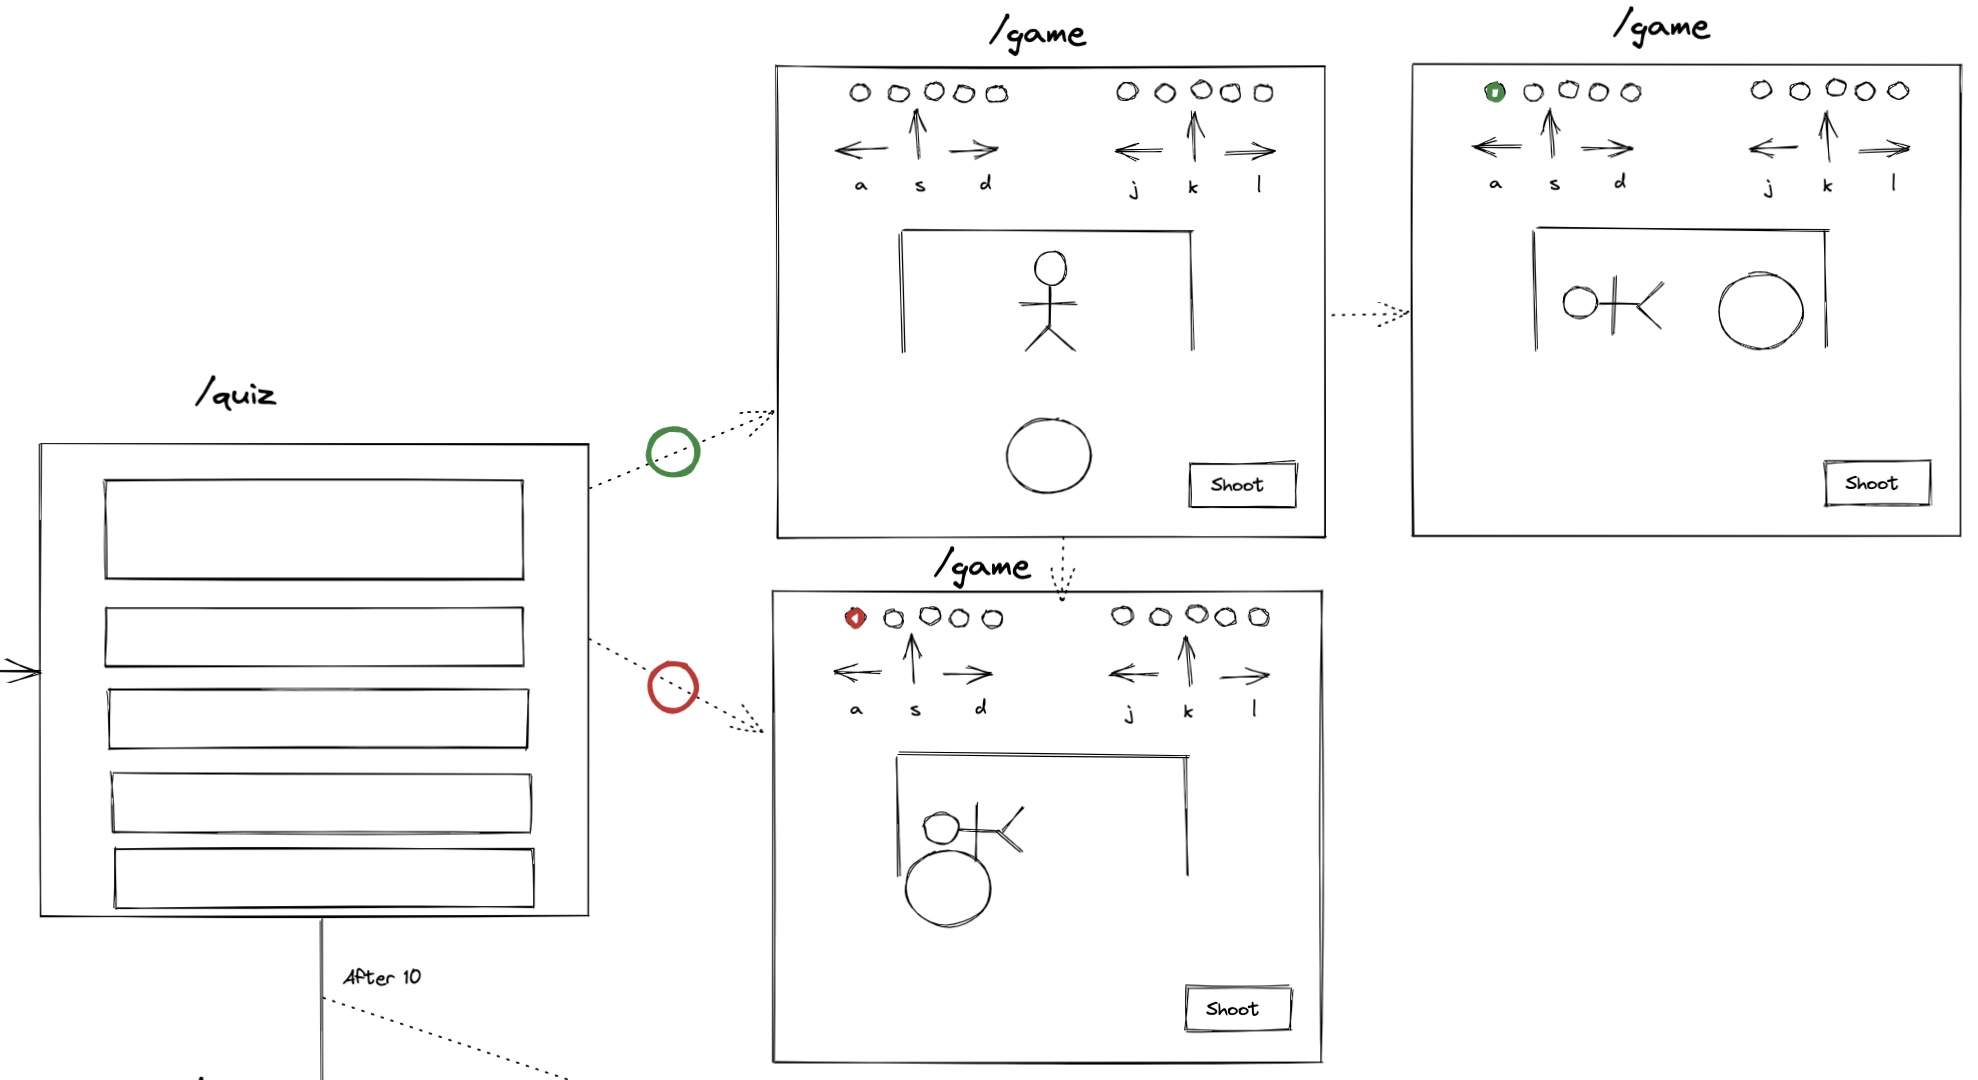 /game
a s d j k l
Shoot
/game
a s d j k l
Shoot
/quiz
After 10
/game
a s d j k l
Shoot